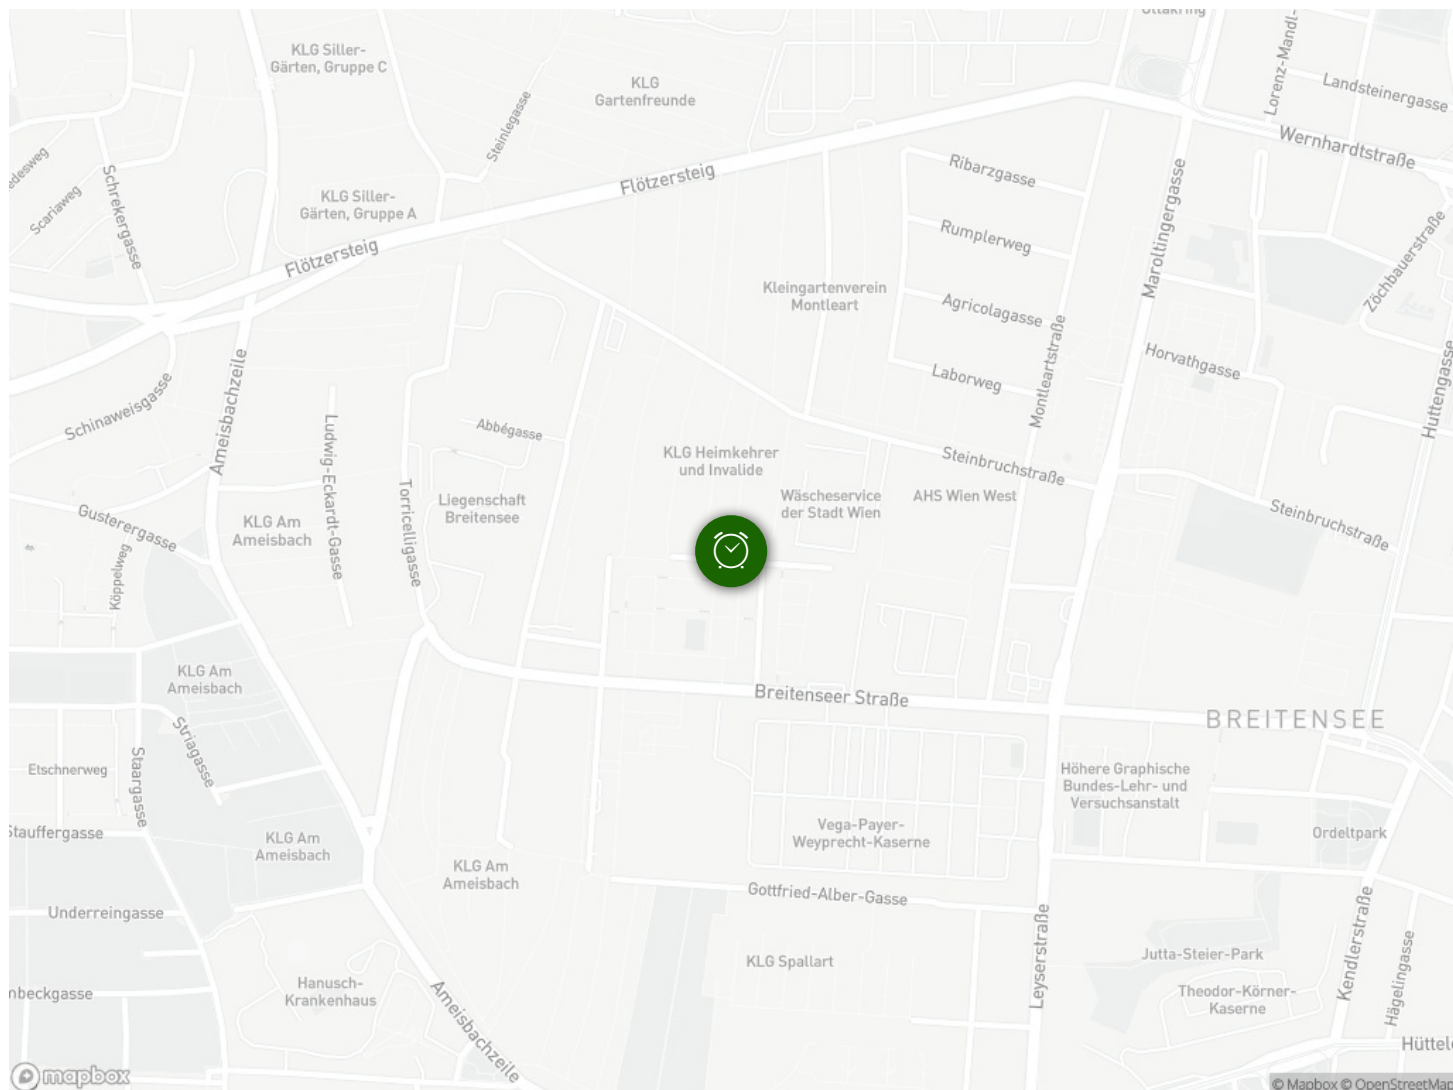 Ottakring
KLG Siller-
Gärten, Gruppe C
KLG
Gartenfreunde
Lorenz-Mandl-
Landsteinergasse
Steinlegasse
Wernhardtstraße
edesweg
Scariaweg
Schrekergasse
Flötzersteig
Ribarzgasse
Maroltingergasse
KLG Siller-
Gärten, Gruppe A
Rumplerweg
Flötzersteig
Zöchbauerstraße
Kleingartenverein
Montleart
Agricolagasse
Montleartstraße
Horvathgasse
Laborweg
Huttengasse
Schinaweisgasse
Ameisbachzeile
Ludwig-Eckardt-Gasse
Abbégasse
KLG Heimkehrer
und Invalide
Steinbruchstraße
Torricelligasse
Liegenschaft
Breitensee
Wäscheservice
der Stadt Wien
AHS Wien West
Steinbruchstraße
Gusterergasse
KLG Am
Ameisbach
Köppelweg
KLG Am
Ameisbach
Breitenseer Straße
BREITENSEE
Striagasse
Etschnerweg
Staargasse
Höhere Graphische
Bundes-Lehr- und
Versuchsanstalt
Stauffergasse
KLG Am
Ameisbach
Vega-Payer-
Weyprecht-Kaserne
Ordeltpark
KLG Am
Ameisbach
Gottfried-Alber-Gasse
Underreingasse
Leyserstraße
Kendlerstraße
Hägelingasse
KLG Spallart
Jutta-Steier-Park
Hanusch-
Krankenhaus
Theodor-Körner-
Kaserne
nbeckgasse
Ameisbachzeile
Hüttel
mapbox
© Mapbox © OpenStreetMap